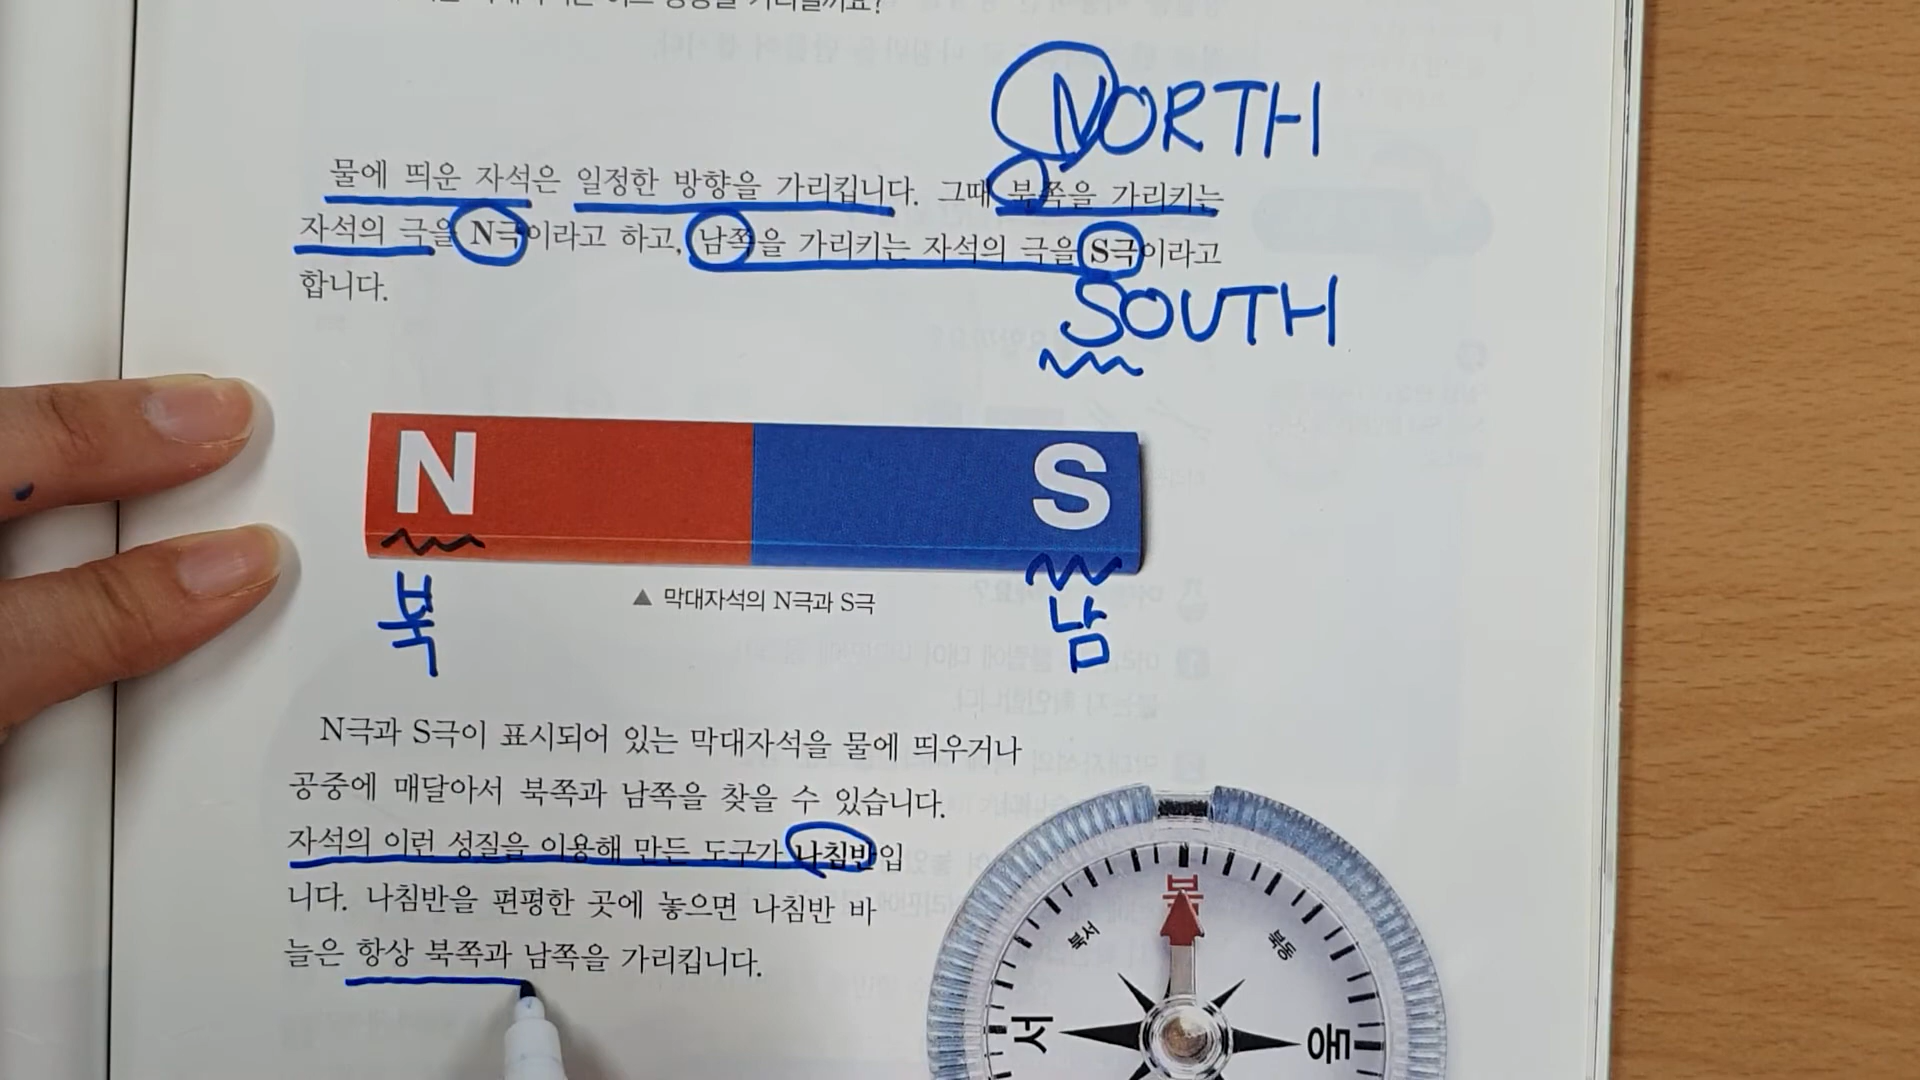 NORTH
물에 띄운 자석은 일정한 방향을 가리킵니다. 그때 북쪽을 가리키는
자석의 극을 N극이라고 하고, 남쪽을 가리키는 자석의 극을 S극이라고
합니다.
SOUTH
N S
▲ 막대자석의 N극과 S극
북 남
N극과 S극이 표시되어 있는 막대자석을 물에 띄우거나
공중에 매달아서 북쪽과 남쪽을 찾을 수 있습니다.
자석의 이런 성질을 이용해 만든 도구가 나침반입
니다. 나침반을 편평한 곳에 놓으면 나침반 바
늘은 항상 북쪽과 남쪽을 가리킵니다.
북
북서 북동
서 동